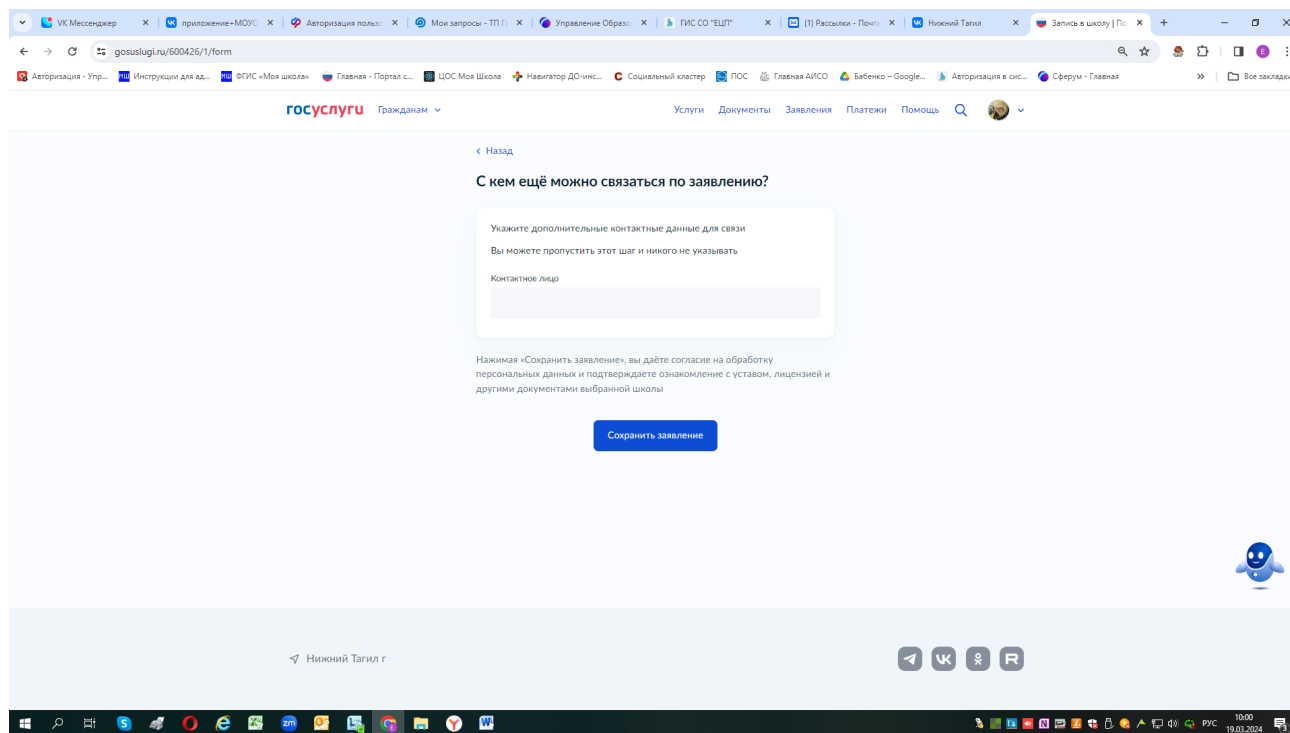 VK Мессенджер
приложение+МОУО
Авторизация пользо
Мои запросы - ТП Г
Управление Образо
ГИС СО "ЕЦП"
(1) Рассылки - Почта
Нижний Тагил
Запись в школу | По
gosuslugi.ru/600426/1/form
Авторизация - Упр...
Инструкции для ад...
ФГИС «Моя школа»
Главная - Портал с...
ЦОС Моя Школа
Навигатор ДО-инс...
Социальный кластер
ПОС
Главная АИСО
Бабенко – Google...
Авторизация в сис...
Сферум - Главная
Все закладки
госуслуги
Гражданам
Услуги
Документы
Заявления
Платежи
Помощь
Назад
С кем ещё можно связаться по заявлению?
Укажите дополнительные контактные данные для связи
Вы можете пропустить этот шаг и никого не указывать
Контактное лицо
Нажимая «Сохранить заявление», вы даёте согласие на обработку
персональных данных и подтверждаете ознакомление с уставом, лицензией и
другими документами выбранной школы
Сохранить заявление
Нижний Тагил г
РУС
10:00
19.03.2024